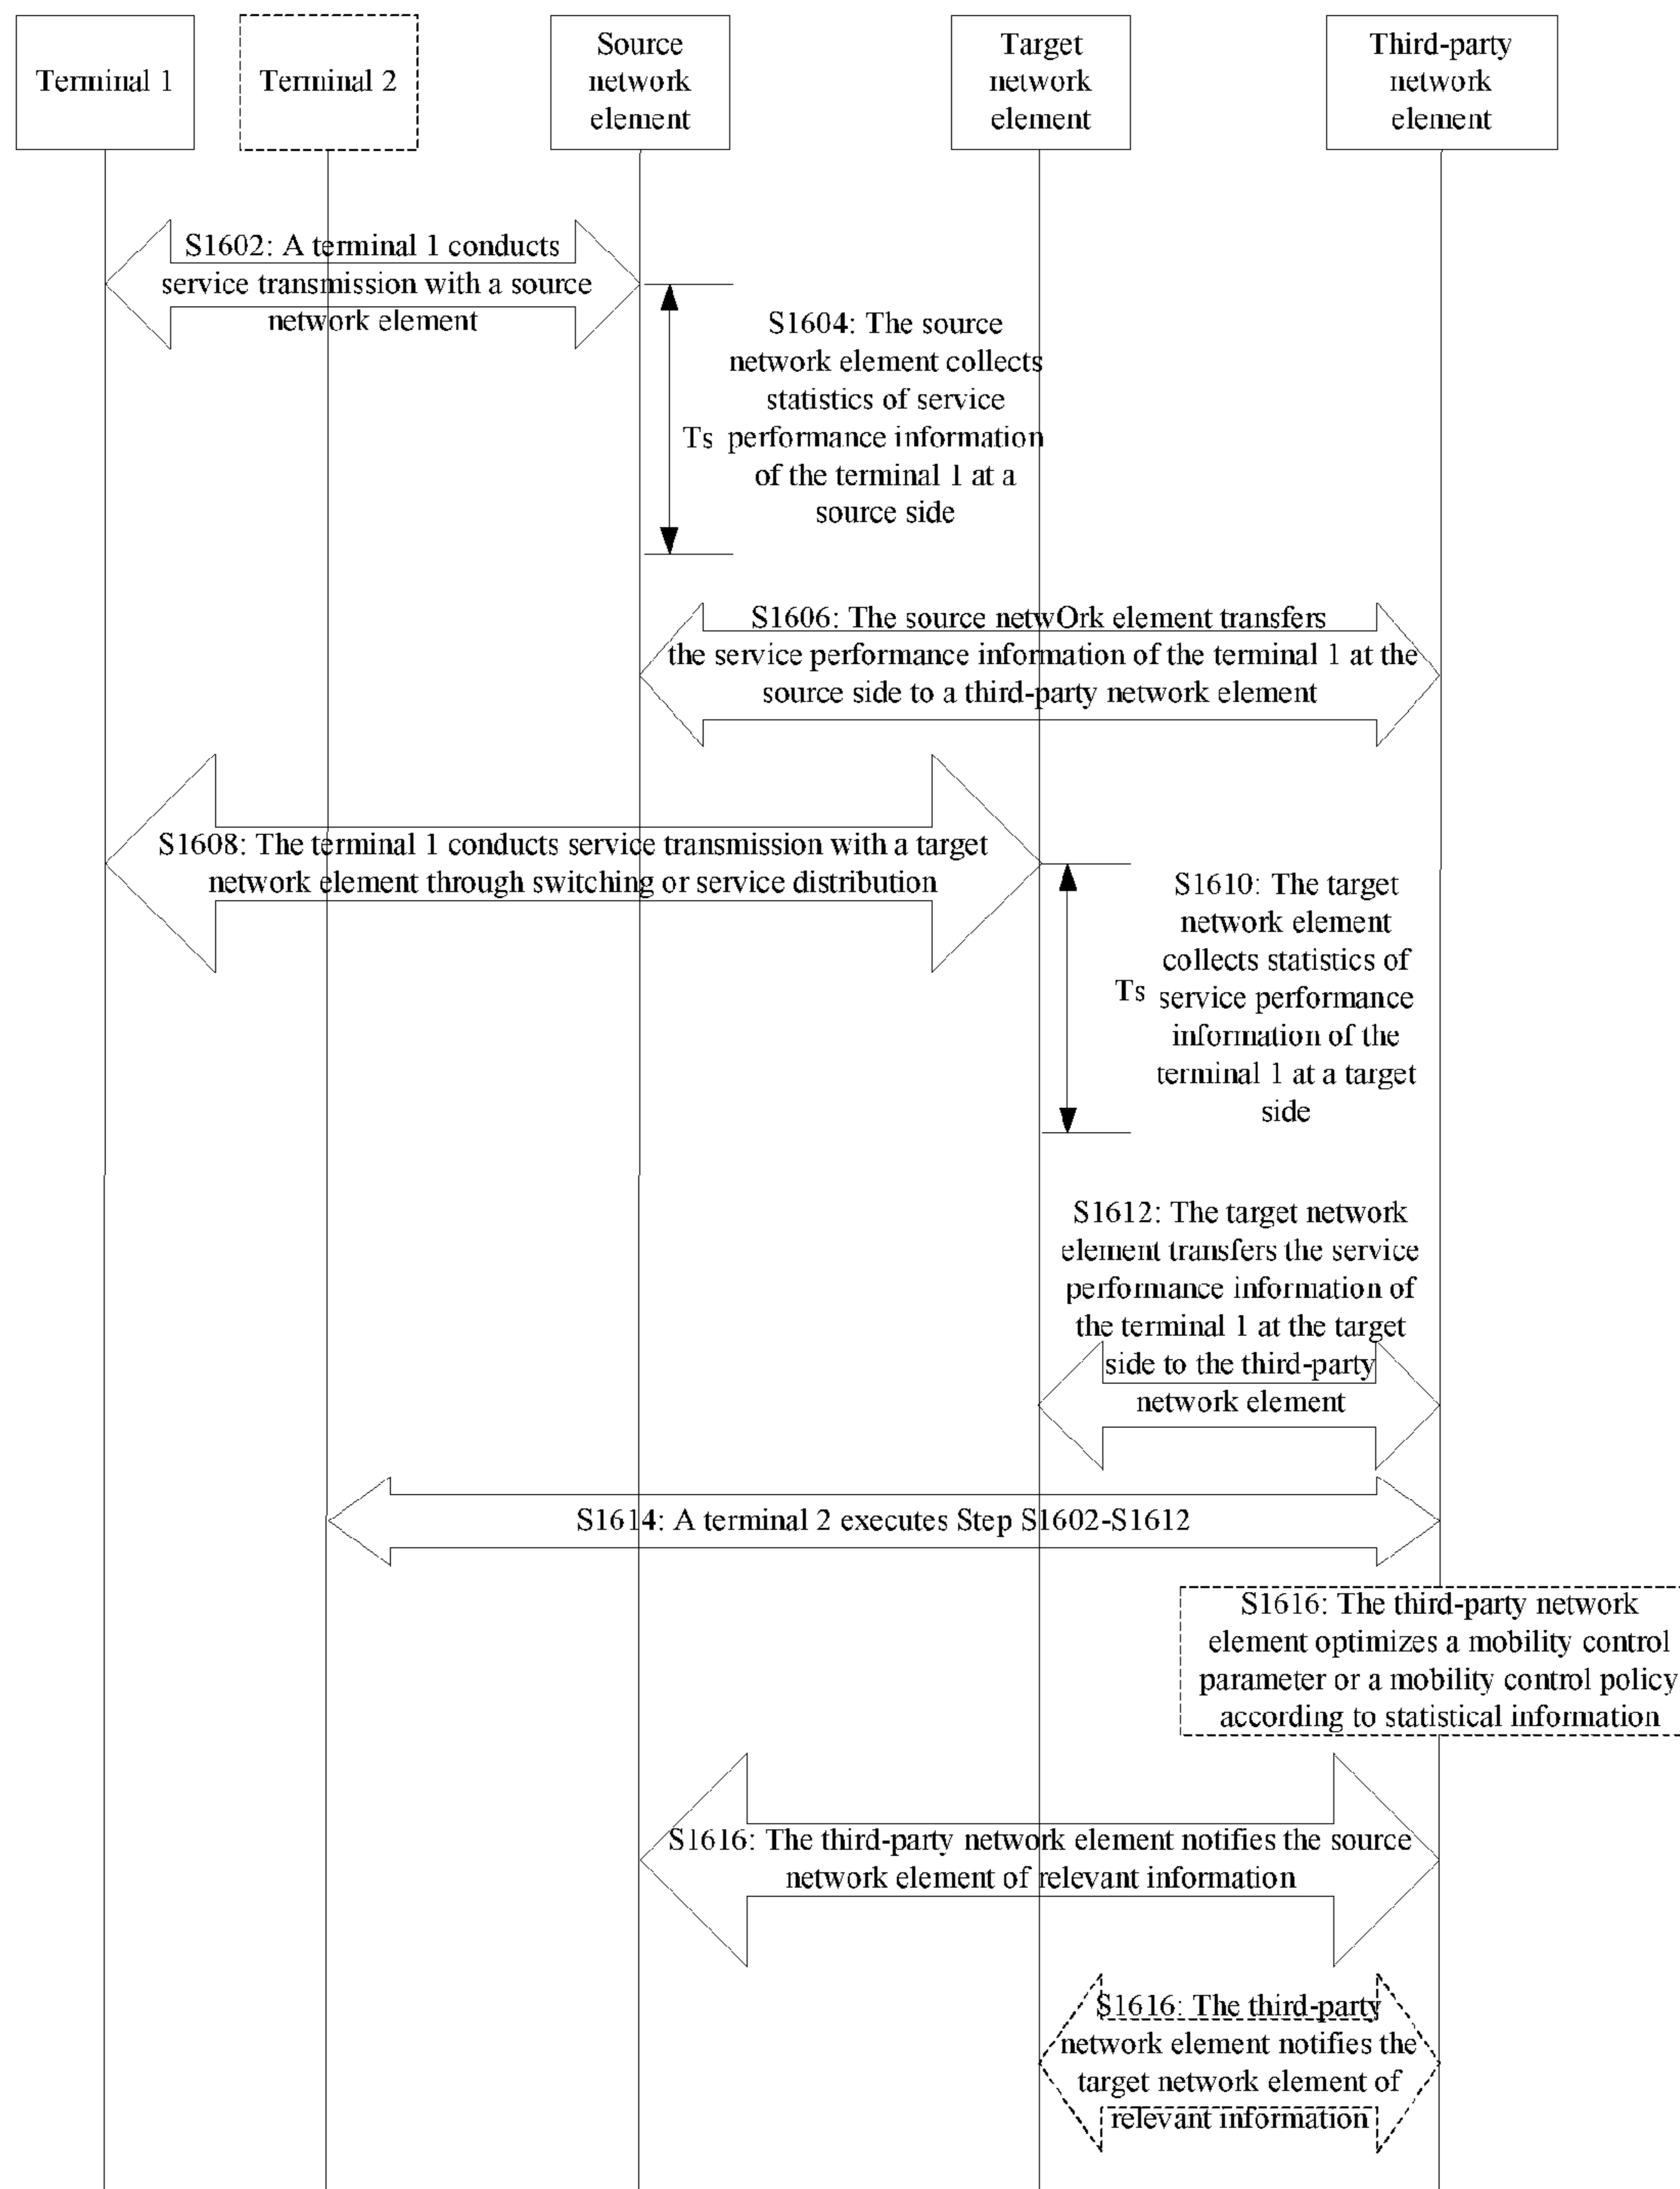 Terminal 1
Terminal 2
Source
network
element
Target
network
element
Third-party
network
element
S1602: A terminal 1 conducts
service transmission with a source
network element
S1604: The source
network element collects
statistics of service
Ts performance information
of the terminal 1 at a
source side
S1606: The source netwOrk element transfers
the service performance information of the terminal 1 at the
source side to a third-party network element
S1608: The terminal 1 conducts service transmission with a target
network element through switching or service distribution
S1610: The target
network element
collects statistics of
Ts service performance
information of the
terminal 1 at a target
side
S1612: The target network
element transfers the service
performance information of
the terminal 1 at the target
side to the third-party
network element
S1614: A terminal 2 executes Step S1602-S1612
S1616: The third-party network
element optimizes a mobility control
parameter or a mobility control policy
according to statistical information
S1616: The third-party network element notifies the source
network element of relevant information
S1616: The third-party
network element notifies the
target network element of
relevant information